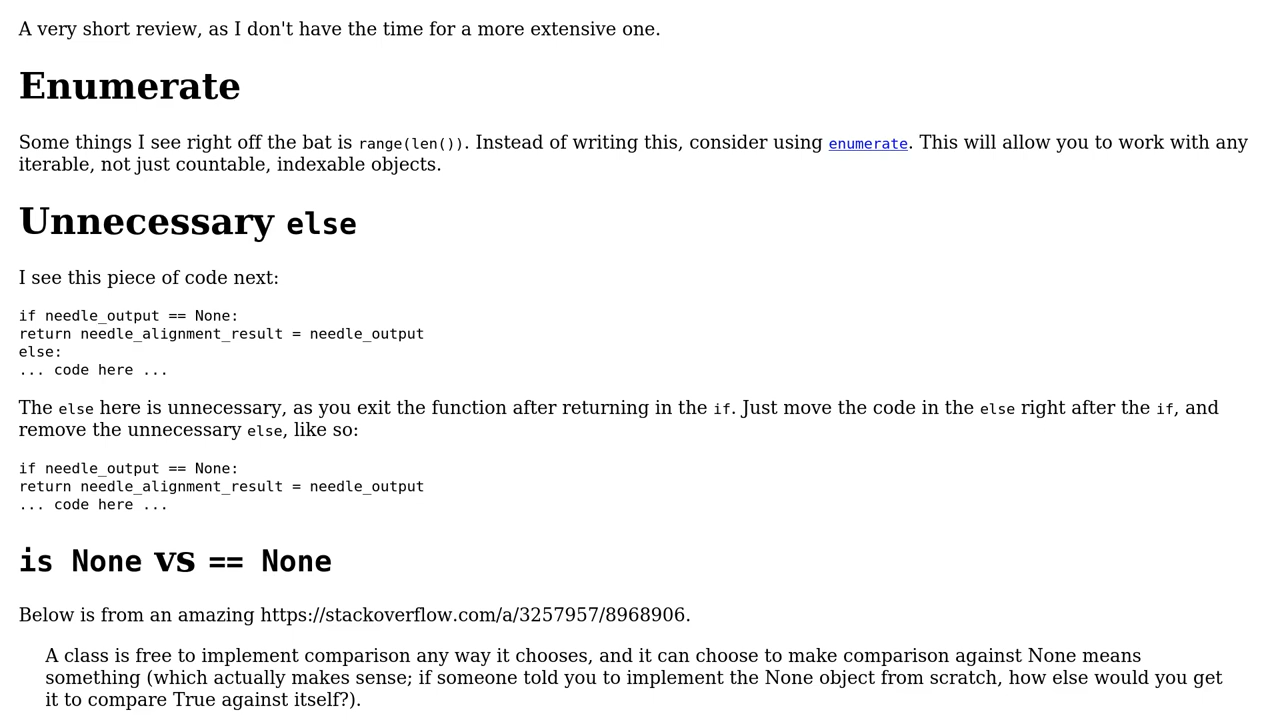 A very short review, as I don't have the time for a more extensive one.
Enumerate
Some things I see right off the bat is range(len()). Instead of writing this, consider using enumerate. This will allow you to work with any
iterable, not just countable, indexable objects.
Unnecessary else
I see this piece of code next:
if needle_output == None:
return needle_alignment_result = needle_output
else:
... code here ...
The else here is unnecessary, as you exit the function after returning in the if. Just move the code in the else right after the if, and
remove the unnecessary else, like so:
if needle_output == None:
return needle_alignment_result = needle_output
... code here ...
is None vs == None
Below is from an amazing https://stackoverflow.com/a/3257957/8968906.
A class is free to implement comparison any way it chooses, and it can choose to make comparison against None means
something (which actually makes sense; if someone told you to implement the None object from scratch, how else would you get
it to compare True against itself?).